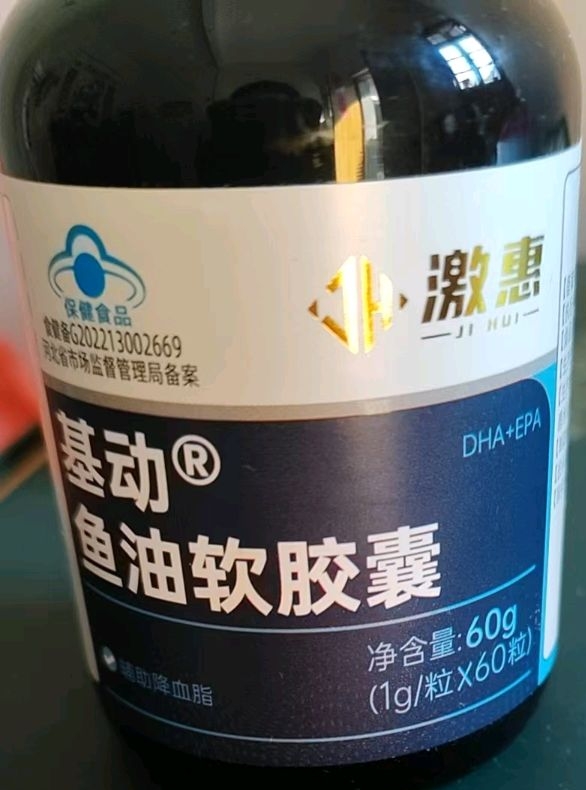 保健食品
食健备G202213002669
河北省市场监督管理局备案
激惠
JI HUI
DHA+EPA
基动®
鱼油软胶囊
净含量:60g
(1g/粒X60粒)
辅助降血脂